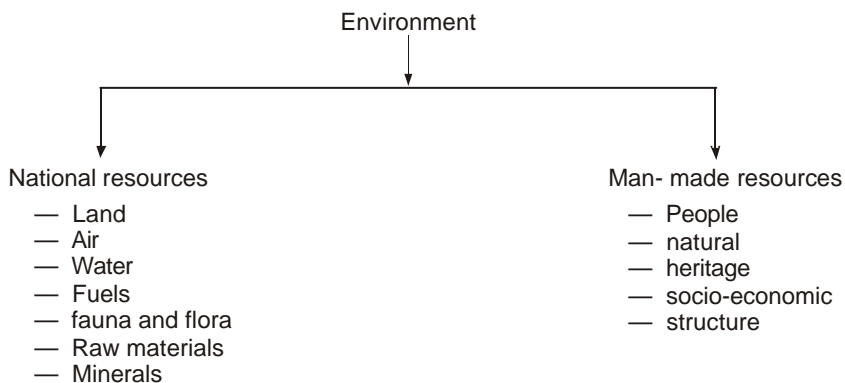 Environment
National resources
— Land
— Air
— Water
— Fuels
— fauna and flora
— Raw materials
— Minerals
Man- made resources
— People
— natural
— heritage
— socio-economic
— structure